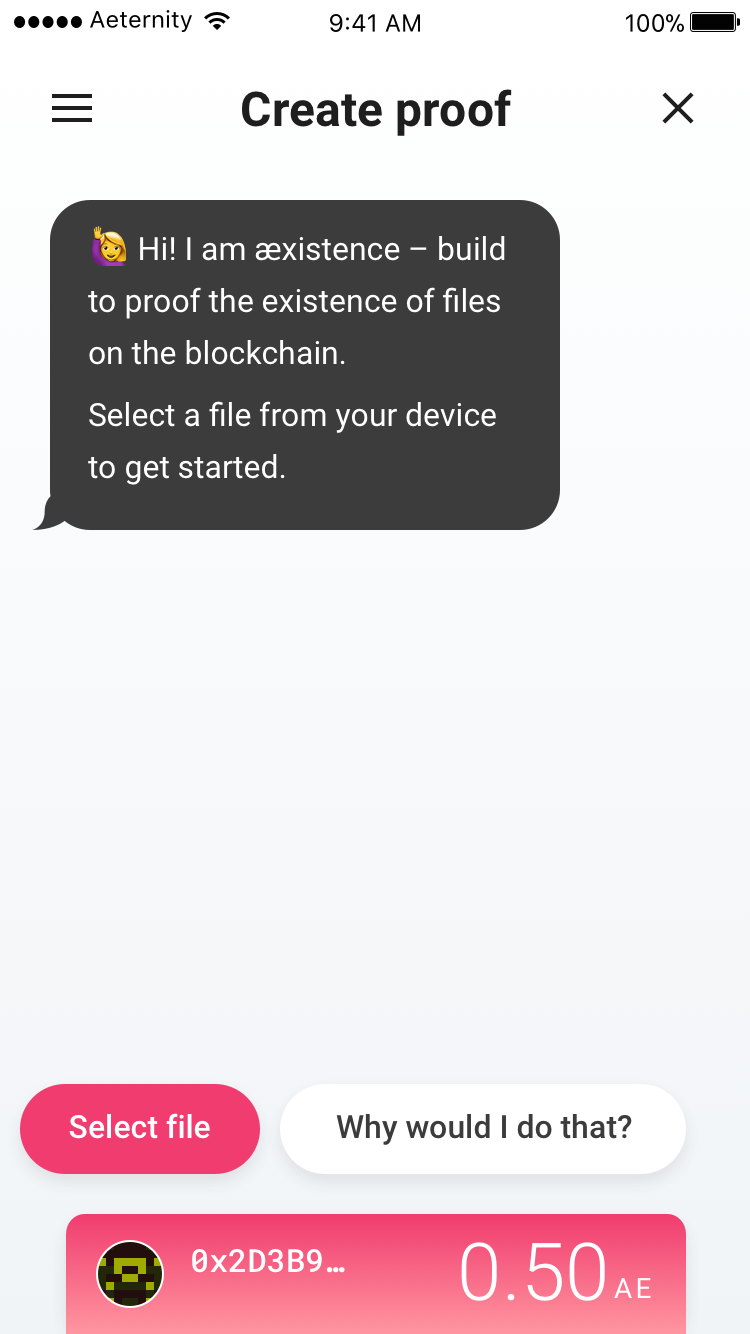 Aeternity 9:41 AM 100%
Create proof
🙋 Hi! I am æxistence – build
to proof the existence of files
on the blockchain.
Select a file from your device
to get started.
Select file Why would I do that?
0x2D3B9… 0.50 AE